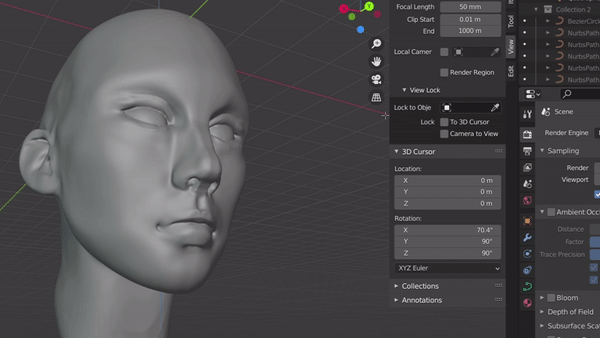 Y
Focal Length 50 mm
Clip Start 0.01 m
End 1000 m
Local Camer
Render Region
View Lock
Lock to Obje
Lock To 3D Cursor
Camera to View
3D Cursor
Location:
X 0 m
Y 0 m
Z 0 m
Rotation:
X 70.4°
Y 90°
Z 90°
XYZ Euler
Collections
Annotations
Tool
View
Edit
Collection 2
BezierCircle
NurbsPath
NurbsPath
NurbsPath
NurbsPath
Scene
Render Engine
Sampling
Render
Viewport
Ambient Occ
Distance
Factor
Trace Precision
Bloom
Depth of Field
Subsurface Scat